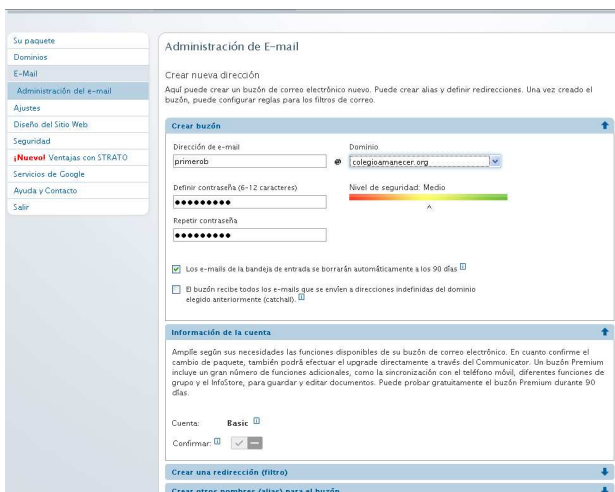 Su paquete
Dominios
E-Mail
Administración del e-mail
Ajustes
Diseño del Sitio Web
Seguridad
¡Nuevo! Ventajas con STRATO
Servicios de Google
Ayuda y Contacto
Salir
Administración de E-mail
Crear nueva dirección
Aquí puede crear un buzón de correo electrónico nuevo. Puede crear alias y definir redirecciones. Una vez creado el
buzón, puede configurar reglas para los filtros de correo.
Crear buzón
Dirección de e-mail
Dominio
primerob @ colegioamanecer.org
Definir contraseña (6-12 caracteres)
Nivel de seguridad: Medio
●●●●●●●●●
Repetir contraseña
●●●●●●●●●
Los e-mails de la bandeja de entrada se borrarán automáticamente a los 90 días
El buzón recibe todos los e-mails que se envíen a direcciones indefinidas del dominio
elegido anteriormente (catchall).
Información de la cuenta
Amplíe según sus necesidades las funciones disponibles de su buzón de correo electrónico. En cuanto confirme el
cambio de paquete, también podrá efectuar el upgrade directamente a través del Communicator. Un buzón Premium
incluye un gran número de funciones adicionales, como la sincronización con el teléfono móvil, diferentes funciones de
grupo y el InfoStore, para guardar y editar documentos. Puede probar gratuitamente el buzón Premium durante 90
días.
Cuenta: Basic
Confirmar:
Crear una redirección (filtro)
Crear otros nombres (alias) para el buzón